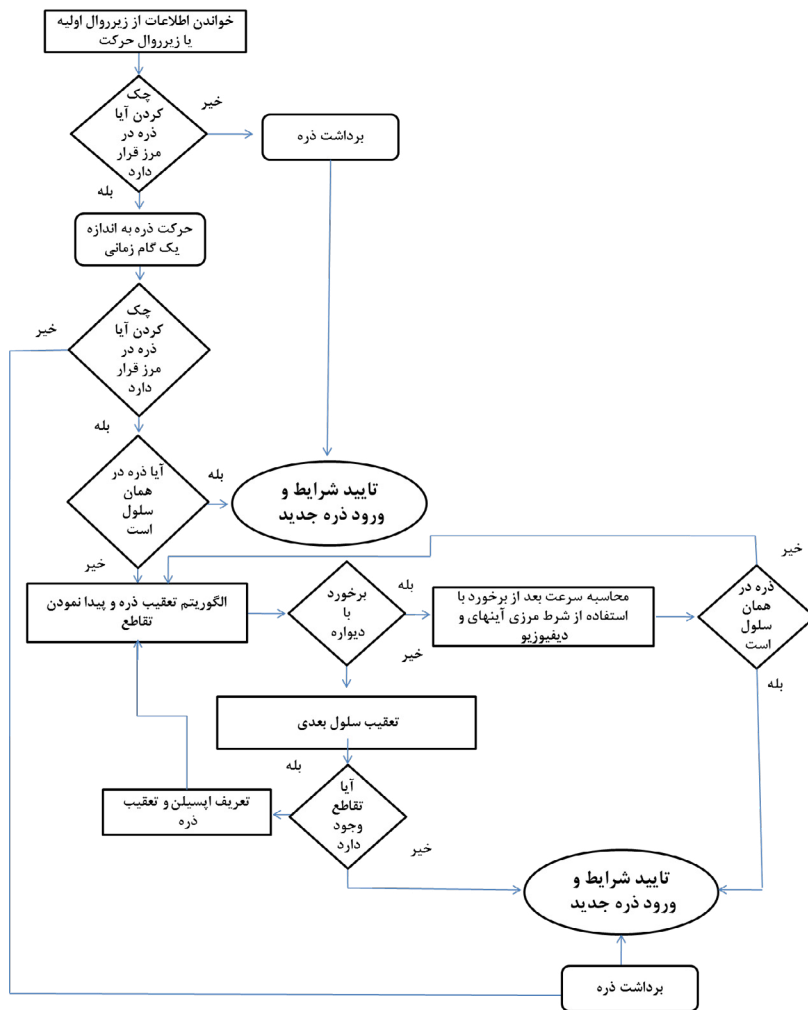 خواندن اطلاعات از زیرروال اولیه
یا زیرروال حرکت
چک
کردن آیا
ذره در
مرز قرار
دارد
خیر
برداشت ذره
بله
حرکت ذره به اندازه
یک گام زمانی
چک
کردن آیا
ذره در
مرز قرار
دارد
خیر
بله
آیا ذره در
همان
سلول
است
بله
تایید شرایط و
ورود ذره جدید
خیر
الگوریتم تعقیب ذره و پیدا نمودن
تقاطع
برخورد
با
دیواره
بله
محاسبه سرعت بعد از برخورد با
استفاده از شرط مرزی آینهای و
دیفیوزیو
ذره در
همان
سلول
است
خیر
بله
خیر
تعقیب سلول بعدی
آیا
تقاطع
وجود
دارد
بله
تعریف اپسیلن و تعقیب
ذره
خیر
تایید شرایط و
ورود ذره جدید
برداشت ذره